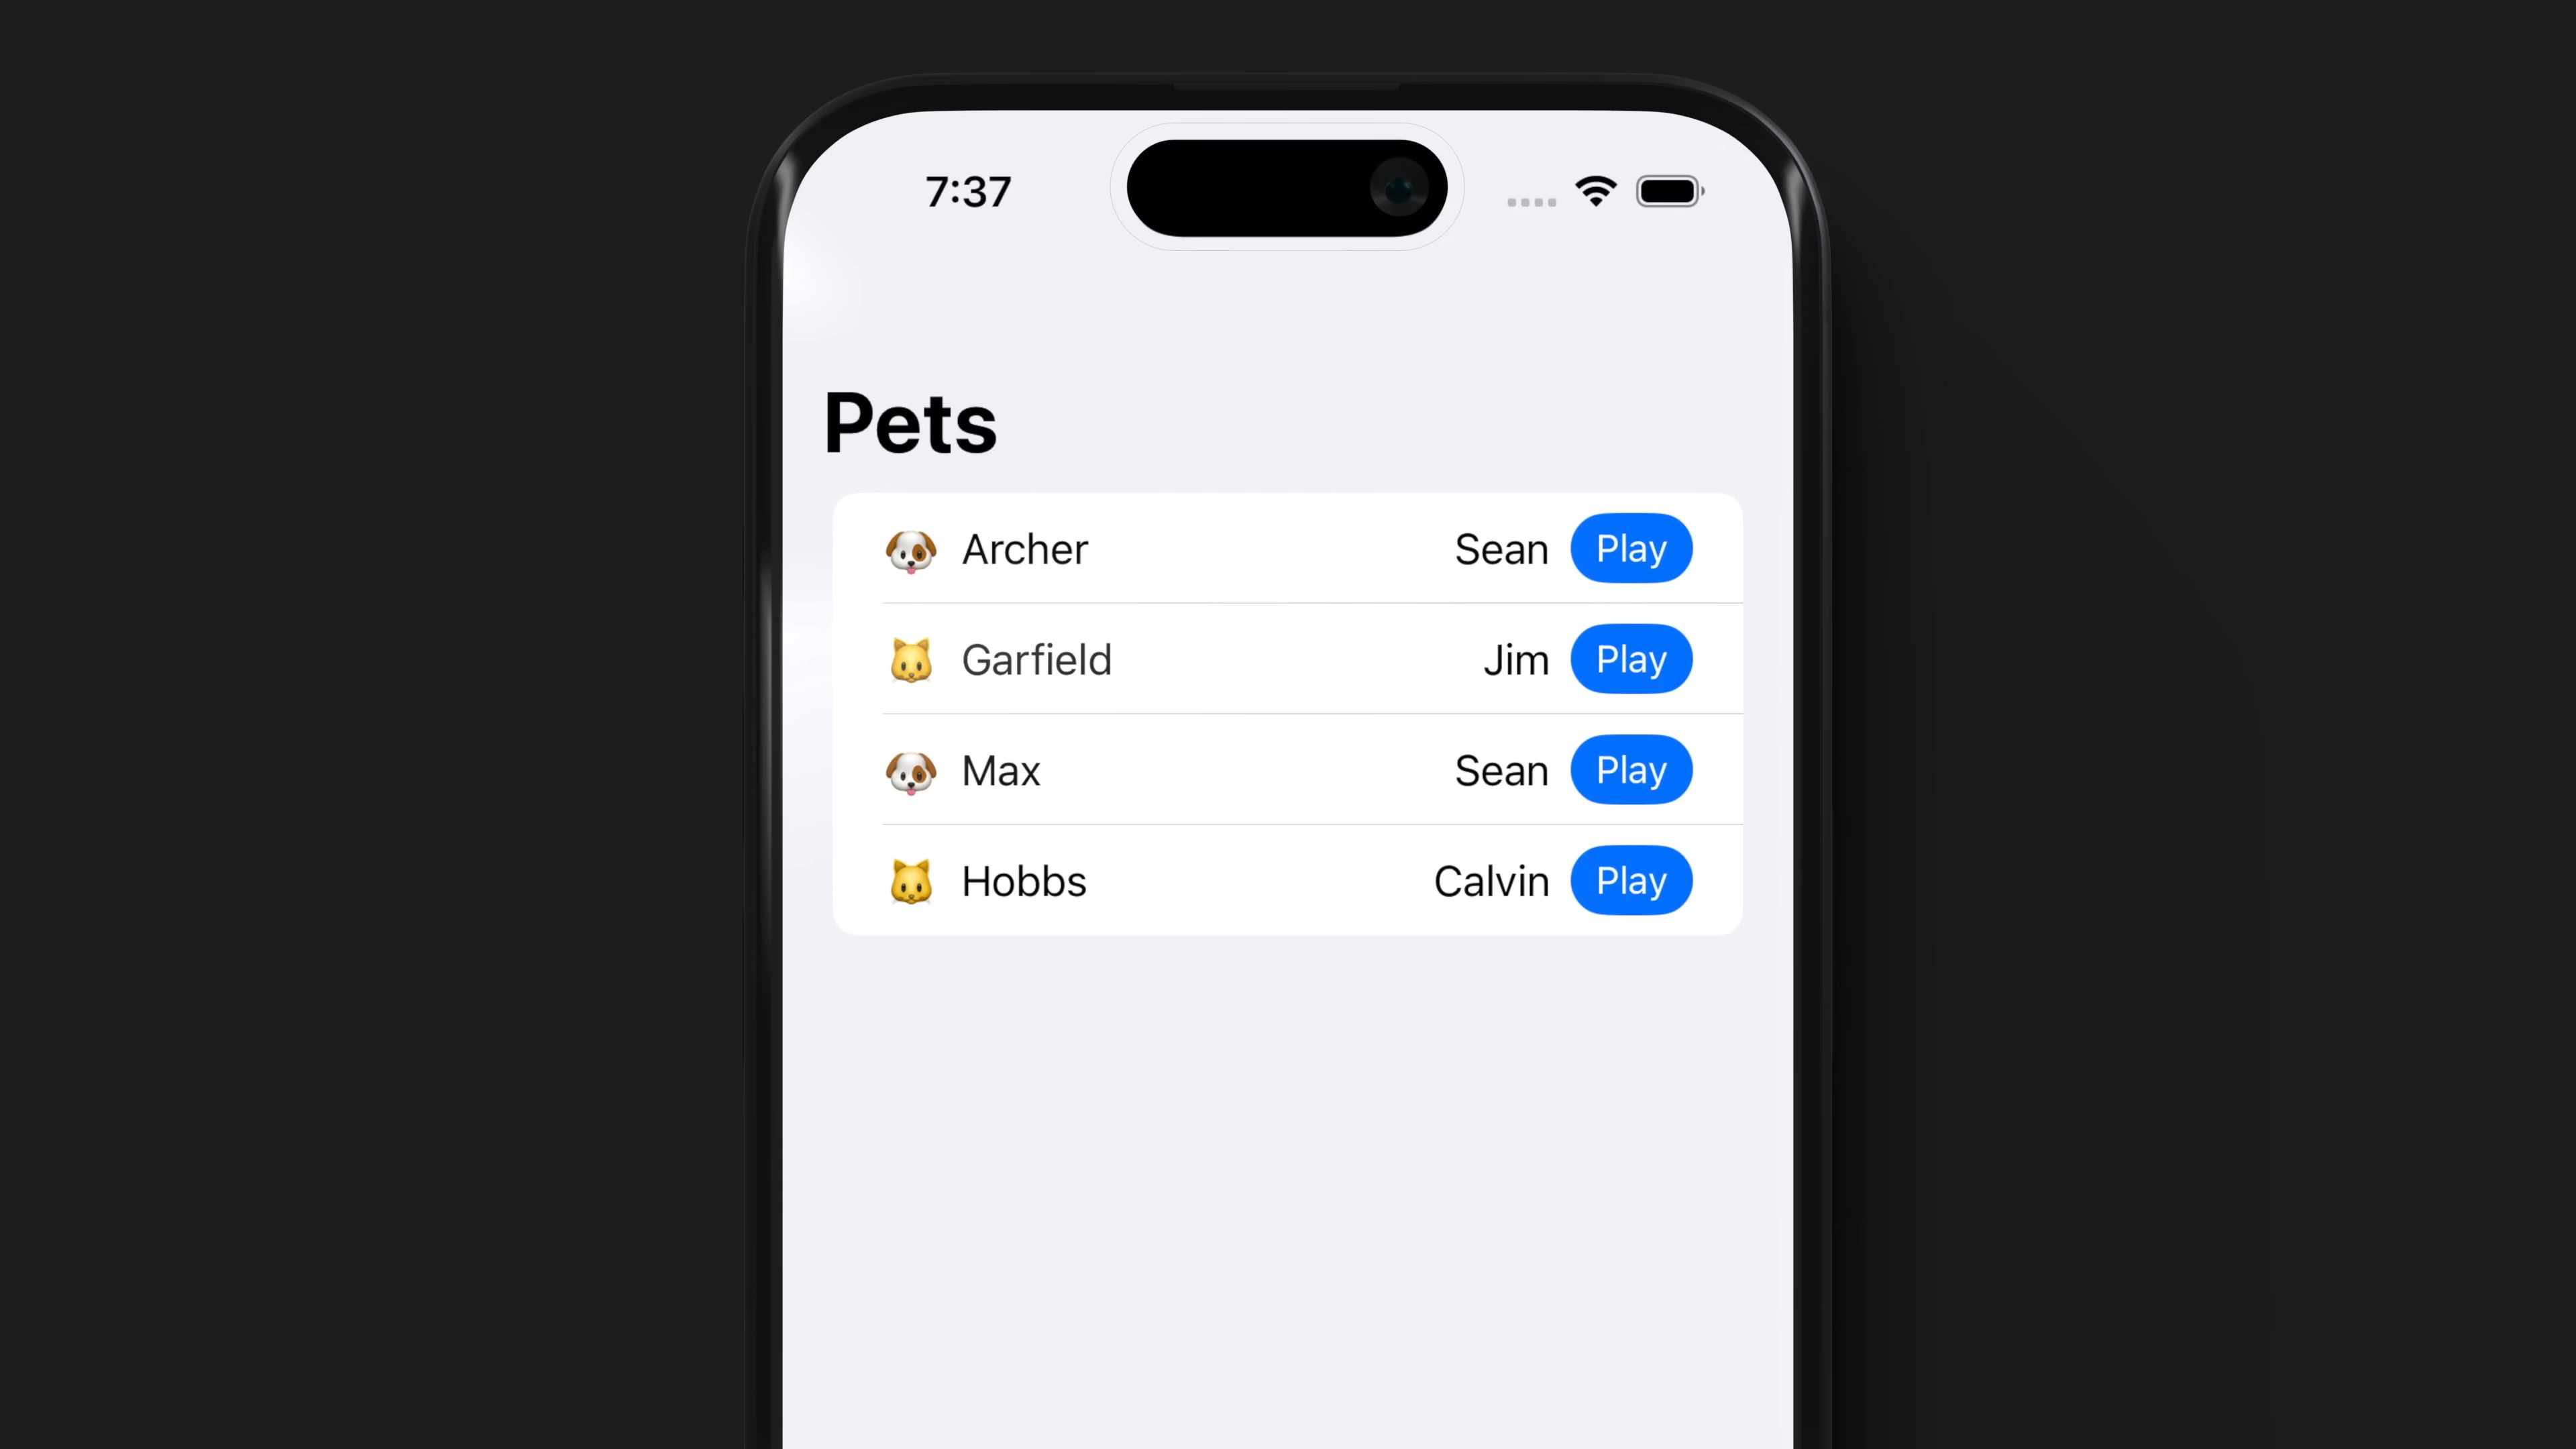 7:37
Pets
Archer Sean Play
Garfield Jim Play
Max Sean Play
Hobbs Calvin Play